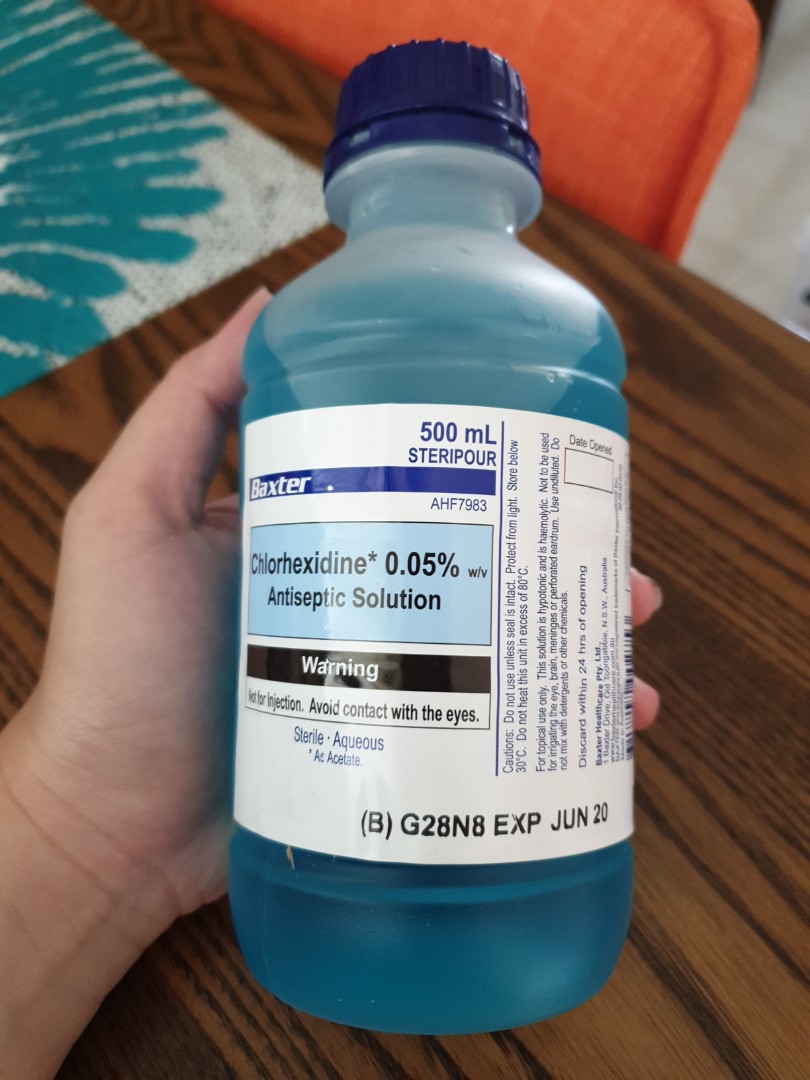 500 mL
STERIPOUR
Baxter
AHF7983
Chlorhexidine* 0.05% w/v
Antiseptic Solution
Warning
Not for Injection. Avoid contact with the eyes.
Sterile · Aqueous
* As Acetate.
Cautions: Do not use unless seal is intact. Protect from light. Store below
30°C. Do not heat this unit in excess of 80°C.
For topical use only. This solution is hypotonic and is haemolytic. Not to be used
for irrigating the eye, brain, meninges or perforated eardrum. Use undiluted. Do
not mix with detergents or other chemicals.
Discard within 24 hrs of opening
Date Opened
Baxter Healthcare Pty. Ltd.
1 Baxter Drive, Old Toongabbie, N.S.W., Australia.
www.baxterhealthcare.com.au
(B) G28N8 EXP JUN 20